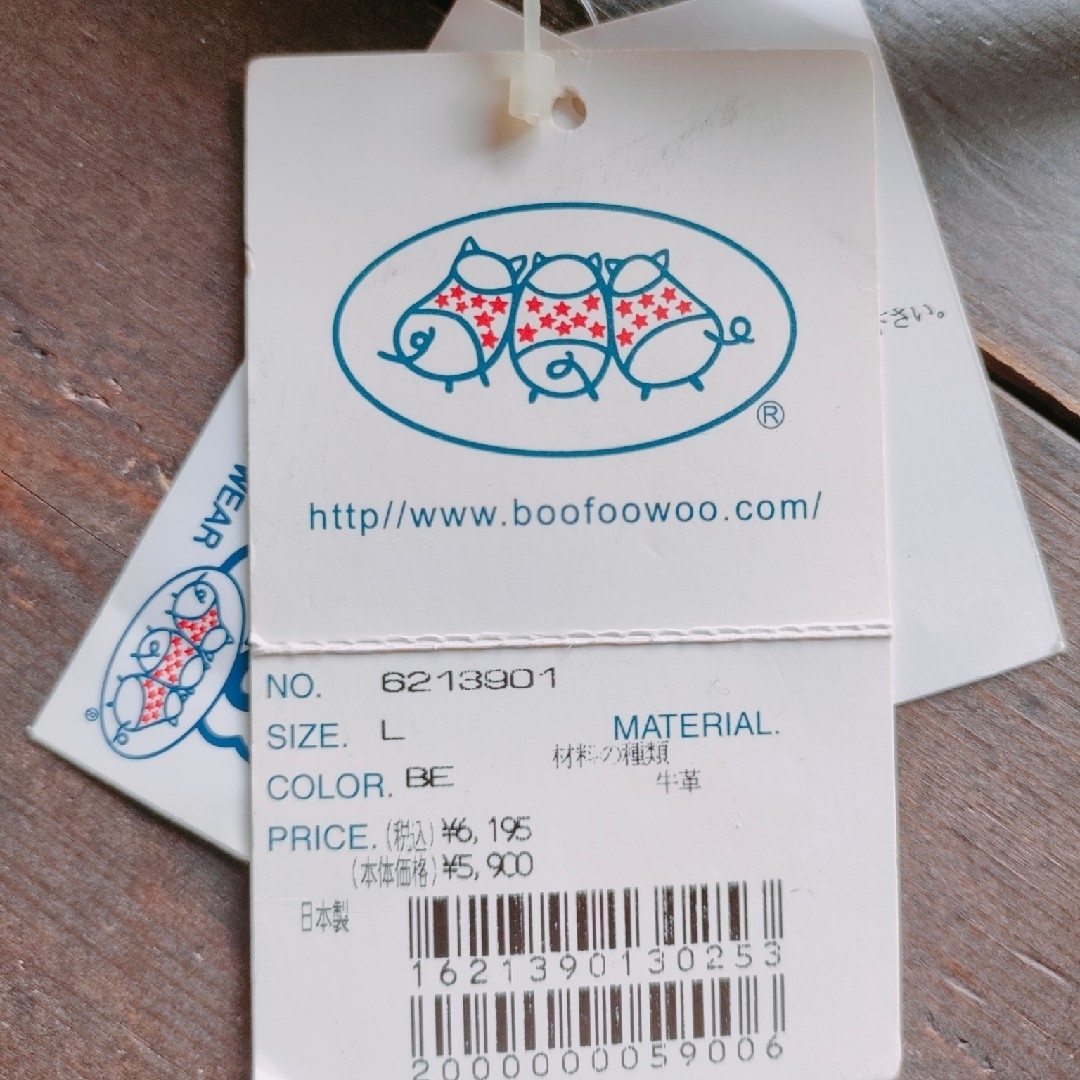 ®
http//www.boofoowoo.com/
NO. 6213901
SIZE. L
MATERIAL.
材料の種類
牛革
COLOR. BE
PRICE. (税込) ¥6,195
(本体価格) ¥5,900
日本製
1621390130253
2000000059006
WEAR
®
さい。